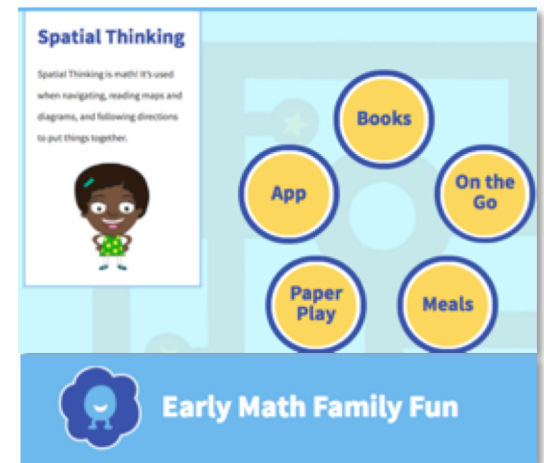 Spatial Thinking
Spatial Thinking is math! It's used
when navigating, reading maps and
diagrams, and following directions
to put things together.
Books
App
On the
Go
Paper
Play
Meals
Early Math Family Fun